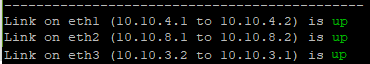 ----------------------------------------------
Link on eth1 (10.10.4.1 to 10.10.4.2) is up
Link on eth2 (10.10.8.1 to 10.10.8.2) is up
Link on eth3 (10.10.3.2 to 10.10.3.1) is up